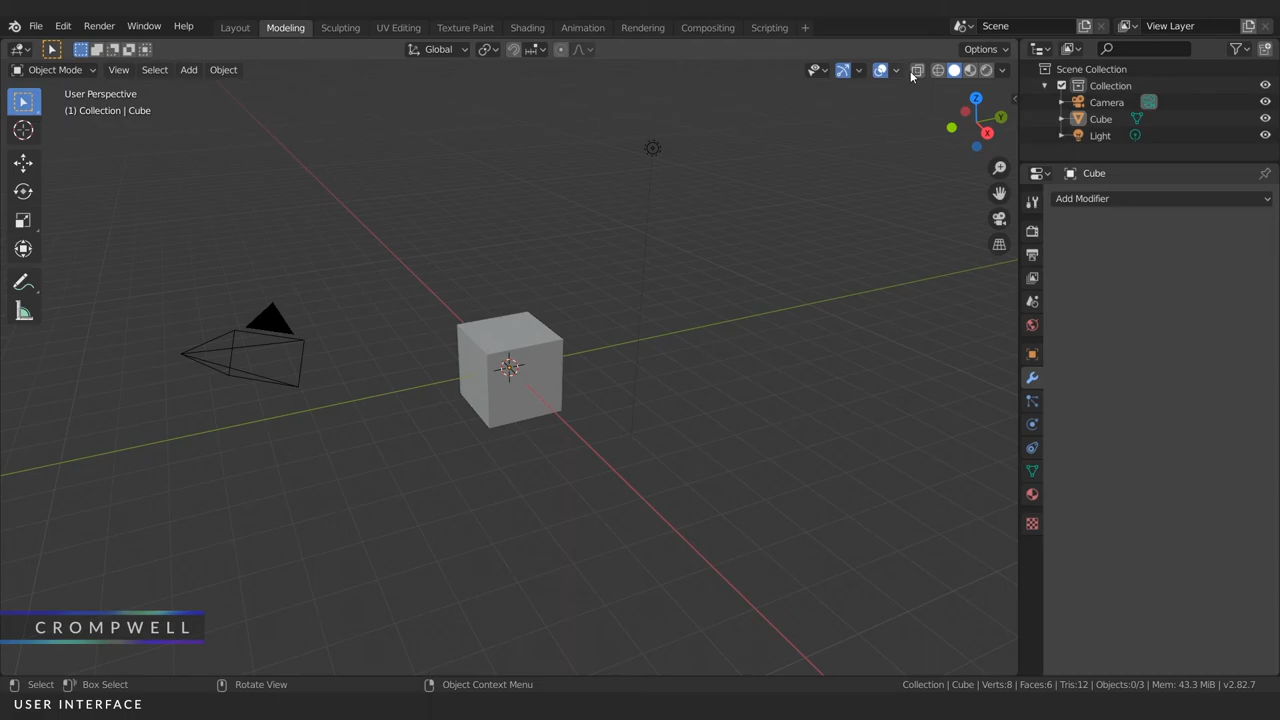 File Edit Render Window Help Layout Modeling Sculpting UV Editing Texture Paint Shading Animation Rendering Compositing Scripting + Scene View Layer
Global Options
Object Mode View Select Add Object
User Perspective
(1) Collection | Cube
Z
Y
X
Scene Collection
Collection
Camera
Cube
Light
Cube
Add Modifier
CROMPWELL
Select Box Select Rotate View Object Context Menu Collection | Cube | Verts:8 | Faces:6 | Tris:12 | Objects:0/3 | Mem: 43.3 MiB | v2.82.7
USER INTERFACE